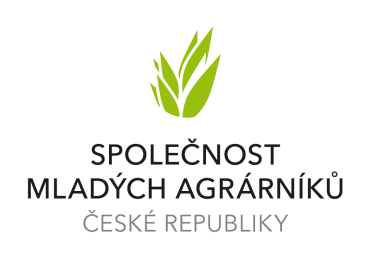 SPOLEČNOST
MLADÝCH AGRÁRNÍKŮ
ČESKÉ REPUBLIKY